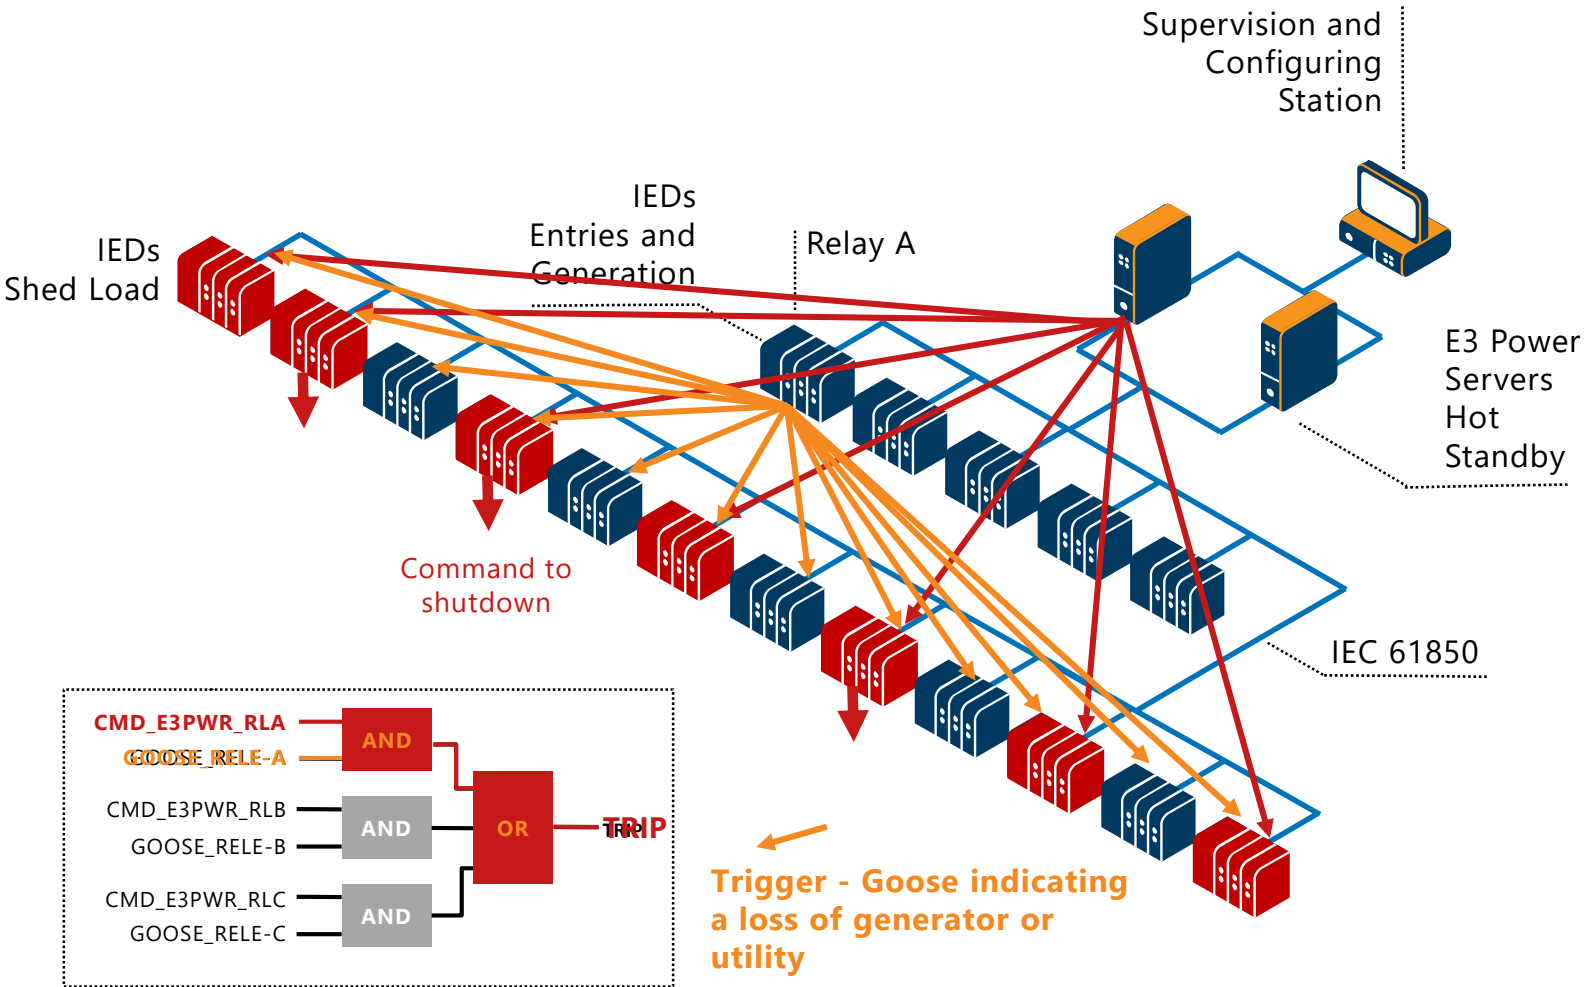 Supervision and
Configuring
Station
IEDs
Entries and
Generation
Relay A
IEDs
Shed Load
E3 Power
Servers
Hot
Standby
Command to
shutdown
IEC 61850
CMD_E3PWR_RLA
GOOSE_RELE-A
AND
CMD_E3PWR_RLB
GOOSE_RELE-B
AND
CMD_E3PWR_RLC
GOOSE_RELE-C
AND
OR
TRIP
Trigger - Goose indicating
a loss of generator or
utility